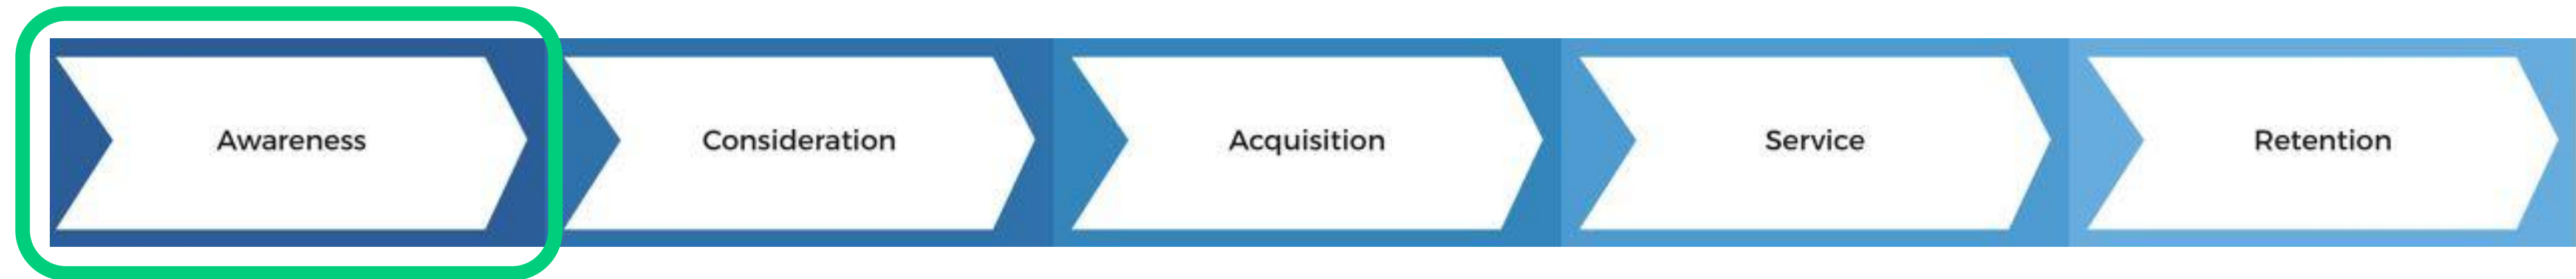 Awareness
Consideration
Acquisition
Service
Retention